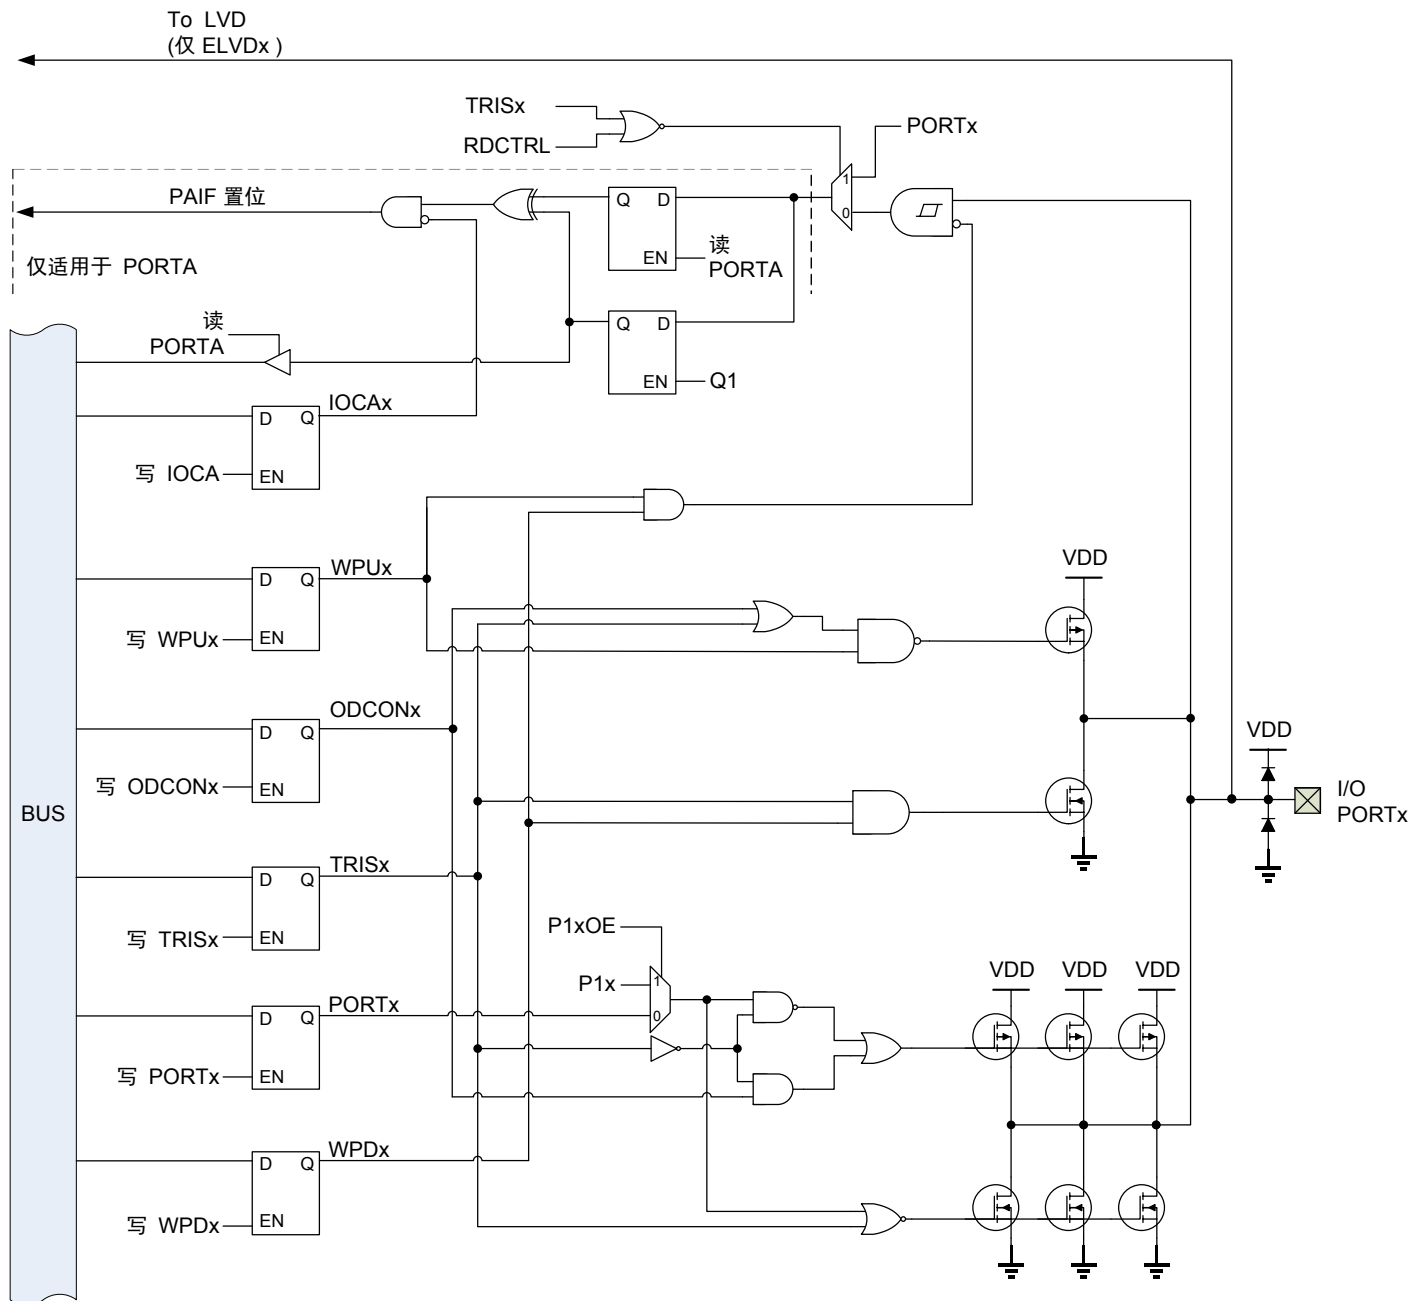 To LVD
(仅 ELVDx )
TRISx
RDCTRL
PORTx
1
0
PAIF 置位
仅适用于 PORTA
Q D
EN
读
PORTA
Q D
EN
Q1
读
PORTA
BUS
D Q
EN
IOCAx
写 IOCA
D Q
EN
WPUx
写 WPUx
VDD
D Q
EN
ODCONx
写 ODCONx
VDD
I/O
PORTx
D Q
EN
TRISx
写 TRISx
P1xOE
P1x
1
0
VDD VDD VDD
D Q
EN
PORTx
写 PORTx
D Q
EN
WPDx
写 WPDx